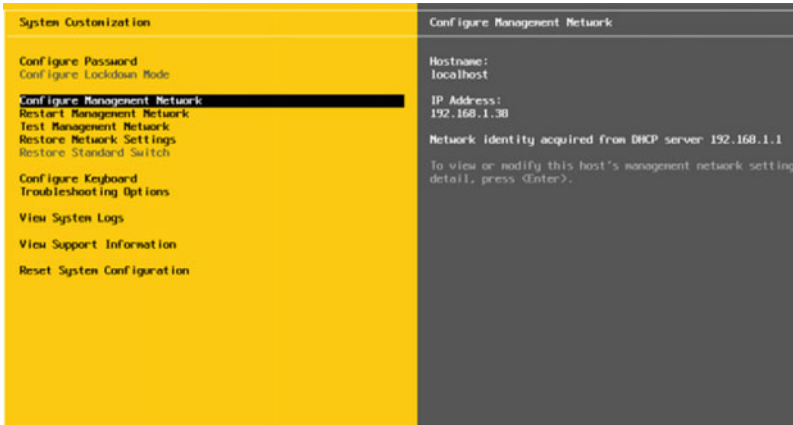 System Customization
Configure Password
Configure Lockdown Mode
Configure Management Network
Restart Management Network
Test Management Network
Restore Network Settings
Restore Standard Switch
Configure Keyboard
Troubleshooting Options
View System Logs
View Support Information
Reset System Configuration
Configure Management Network
Hostname:
localhost
IP Address:
192.168.1.38
Network identity acquired from DHCP server 192.168.1.1
To view or modify this host's management network setting
detail, press <Enter>.